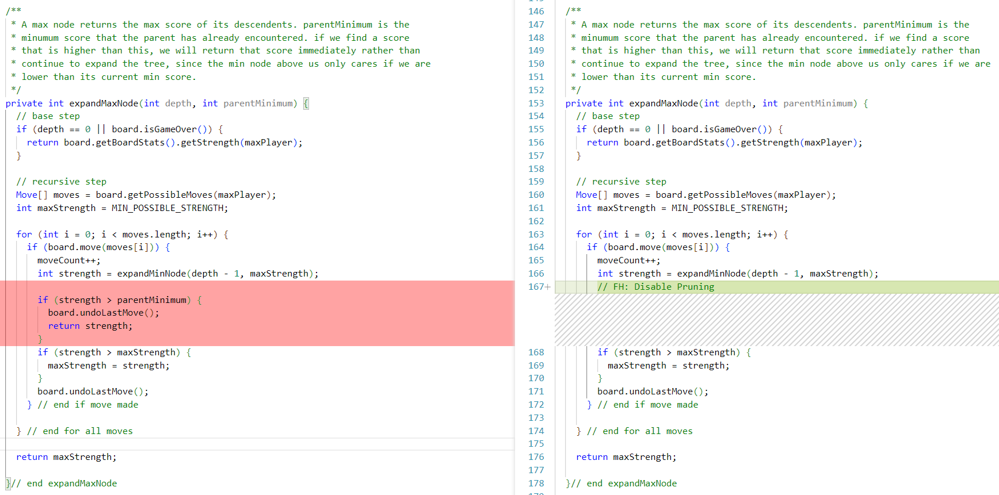 /**
* A max node returns the max score of its descendents. parentMinimum is the
* minumum score that the parent has already encountered. if we find a score
* that is higher than this, we will return that score immediately rather than
* continue to expand the tree, since the min node above us only cares if we are
* lower than its current min score.
*/
private int expandMaxNode(int depth, int parentMinimum) {
// base step
if (depth == 0 || board.isGameOver()) {
return board.getBoardStats().getStrength(maxPlayer);
}
// recursive step
Move[] moves = board.getPossibleMoves(maxPlayer);
int maxStrength = MIN_POSSIBLE_STRENGTH;
for (int i = 0; i < moves.length; i++) {
if (board.move(moves[i])) {
moveCount++;
int strength = expandMinNode(depth - 1, maxStrength);
if (strength > parentMinimum) {
board.undoLastMove();
return strength;
}
if (strength > maxStrength) {
maxStrength = strength;
}
board.undoLastMove();
} // end if move made
} // end for all moves
return maxStrength;
}// end expandMaxNode
146 /**
147 * A max node returns the max score of its descendents. parentMinimum is the
148 * minumum score that the parent has already encountered. if we find a score
149 * that is higher than this, we will return that score immediately rather than
150 * continue to expand the tree, since the min node above us only cares if we are
151 * lower than its current min score.
152 */
153 private int expandMaxNode(int depth, int parentMinimum) {
154 // base step
155 if (depth == 0 || board.isGameOver()) {
156 return board.getBoardStats().getStrength(maxPlayer);
157 }
158
159 // recursive step
160 Move[] moves = board.getPossibleMoves(maxPlayer);
161 int maxStrength = MIN_POSSIBLE_STRENGTH;
162
163 for (int i = 0; i < moves.length; i++) {
164 if (board.move(moves[i])) {
165 moveCount++;
166 int strength = expandMinNode(depth - 1, maxStrength);
167+ // FH: Disable Pruning
168 if (strength > maxStrength) {
169 maxStrength = strength;
170 }
171 board.undoLastMove();
172 } // end if move made
173
174 } // end for all moves
175
176 return maxStrength;
177
178 }// end expandMaxNode